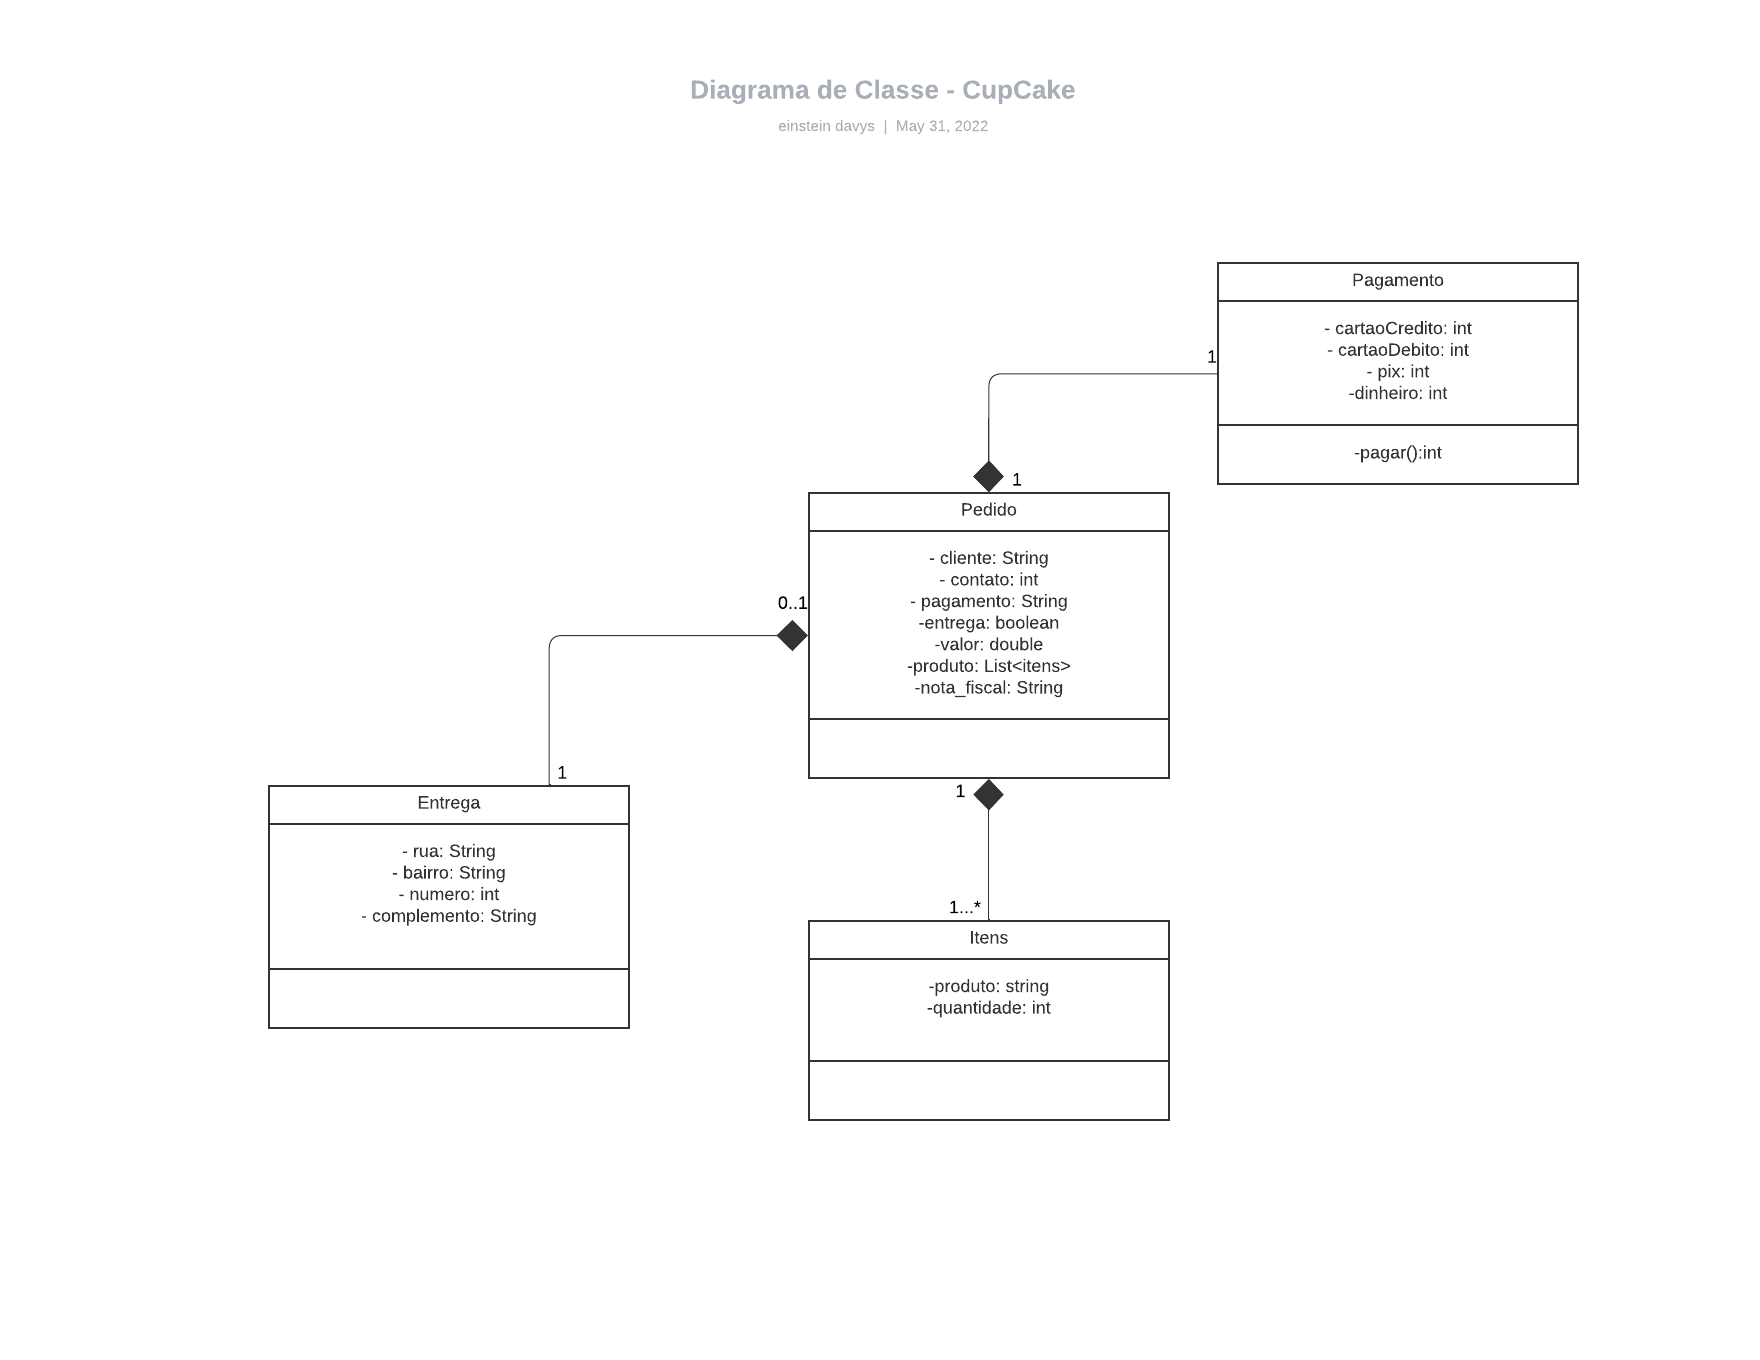 Diagrama de Classe - CupCake
einstein davys | May 31, 2022
Pagamento
- cartaoCredito: int
- cartaoDebito: int
- pix: int
-dinheiro: int
-pagar():int
1
1
Pedido
- cliente: String
- contato: int
- pagamento: String
-entrega: boolean
-valor: double
-produto: List<itens>
-nota_fiscal: String
0..1
1
Entrega
- rua: String
- bairro: String
- numero: int
- complemento: String
1
1...*
Itens
-produto: string
-quantidade: int